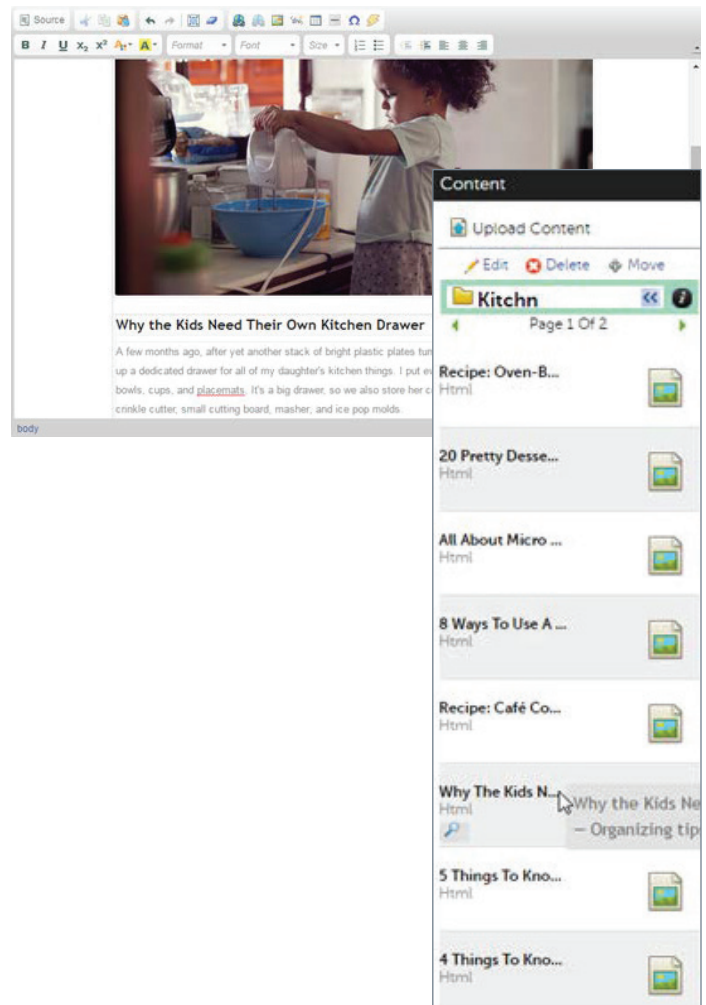 Source
B I U X₂ X² A Format Font Size
Why the Kids Need Their Own Kitchen Drawer
A few months ago, after yet another stack of bright plastic plates
up a dedicated drawer for all of my daughter's kitchen things. I put
bowls, cups, and placemats. It's a big drawer, so we also store her
crinkle cutter, small cutting board, masher, and ice pop molds.
body
Content
Upload Content
Edit Delete Move
Kitchn
Page 1 Of 2
Recipe: Oven-B...
Html
20 Pretty Desse...
Html
All About Micro ...
Html
8 Ways To Use A ...
Html
Recipe: Café Co...
Html
Why The Kids N...
Html
Why the Kids Ne
– Organizing tip
5 Things To Kno...
Html
4 Things To Kno...
Html